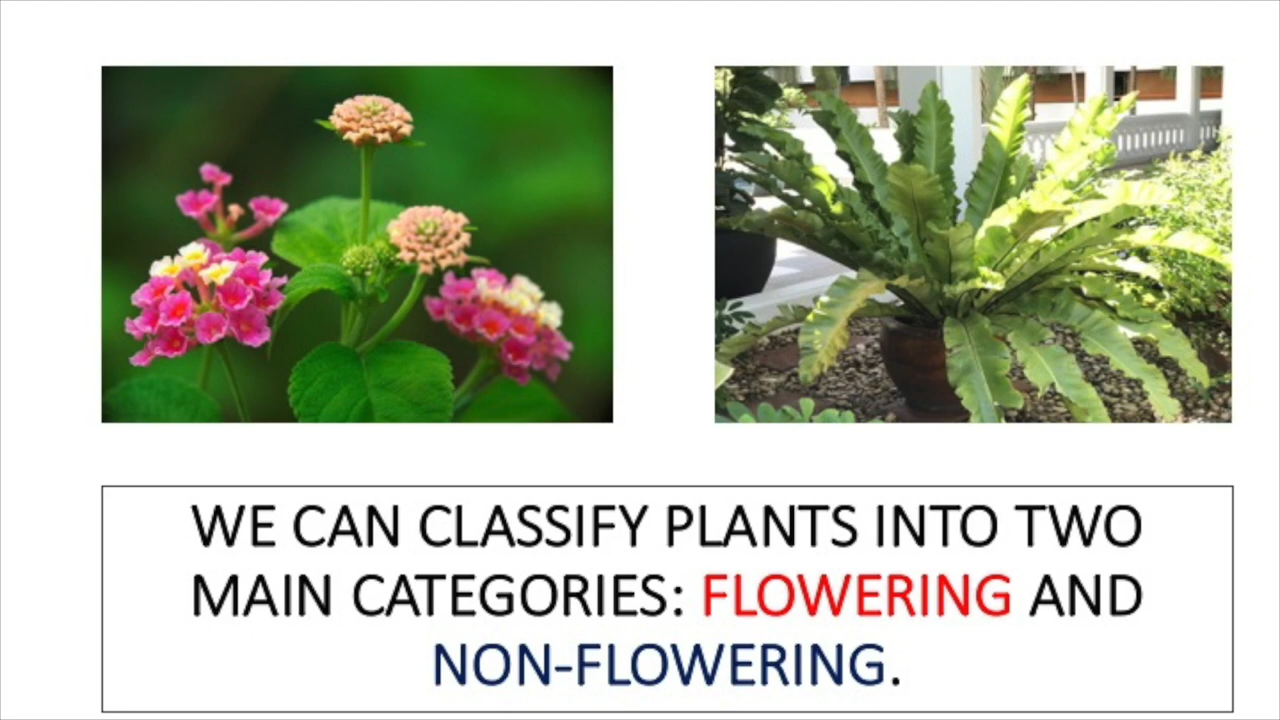 WE CAN CLASSIFY PLANTS INTO TWO
MAIN CATEGORIES: FLOWERING AND
NON-FLOWERING.